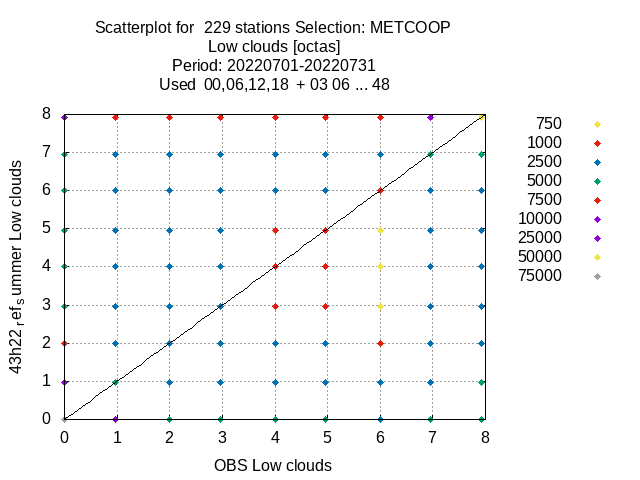 Scatterplot for  229 stations Selection: METCOOP
Low clouds [octas]
Period: 20220701-20220731
Used  00,06,12,18  + 03 06 ... 48
8
7
6
5
4
3
2
1
0
43h22ref summer Low clouds
0 1 2 3 4 5 6 7 8
OBS Low clouds
750
1000
2500
5000
7500
10000
25000
50000
75000